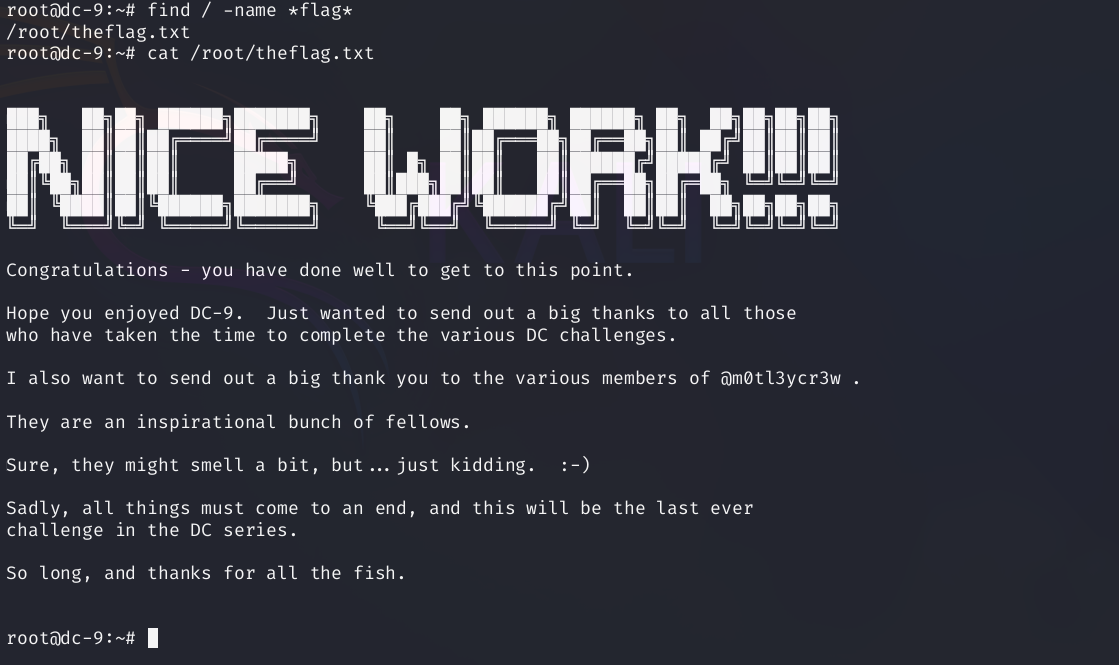 root@dc-9:~# find / -name *flag*
/root/theflag.txt
root@dc-9:~# cat /root/theflag.txt
NICE WORK!!!
Congratulations - you have done well to get to this point.
Hope you enjoyed DC-9.  Just wanted to send out a big thanks to all those
who have taken the time to complete the various DC challenges.
I also want to send out a big thank you to the various members of @m0tl3ycr3w .
They are an inspirational bunch of fellows.
Sure, they might smell a bit, but...just kidding.  :-)
Sadly, all things must come to an end, and this will be the last ever
challenge in the DC series.
So long, and thanks for all the fish.
root@dc-9:~#
KALI